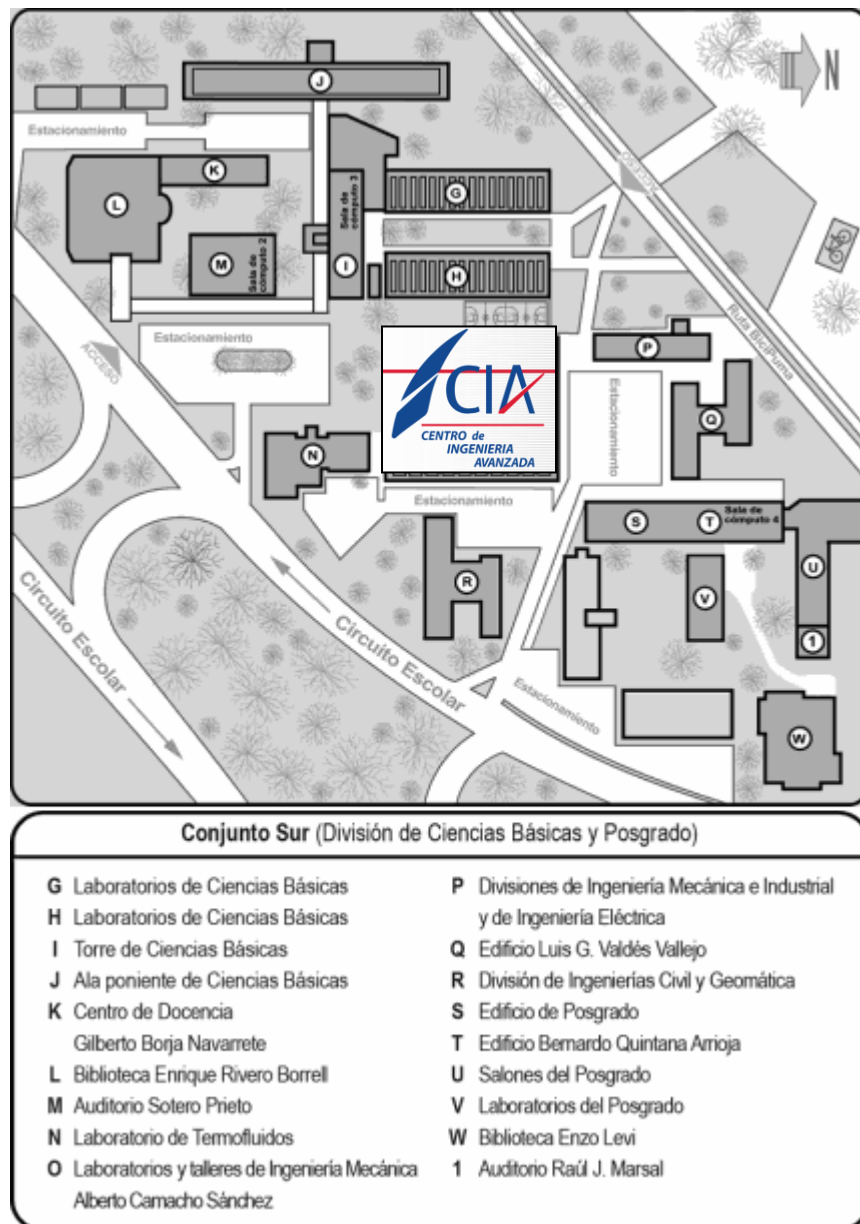 N
J
Estacionamiento
K
L
Sala de
cómputo 3
G
ACCESO
M
Sala de
cómputo 2
I
H
Ruta BiciPuma
Estacionamiento
ACCESO
P
CIA
CENTRO de
INGENIERIA
AVANZADA
Estacionamiento
Q
N
Estacionamiento
S
T
Sala de
cómputo 4
R
U
V
1
Circuito Escolar
Circuito Escolar
Estacionamiento
W
Conjunto Sur (División de Ciencias Básicas y Posgrado)
G Laboratorios de Ciencias Básicas
H Laboratorios de Ciencias Básicas
I Torre de Ciencias Básicas
J Ala poniente de Ciencias Básicas
K Centro de Docencia
Gilberto Borja Navarrete
L Biblioteca Enrique Rivero Borrell
M Auditorio Sotero Prieto
N Laboratorio de Termofluidos
O Laboratorios y talleres de Ingeniería Mecánica
Alberto Camacho Sánchez
P Divisiones de Ingeniería Mecánica e Industrial
y de Ingeniería Eléctrica
Q Edificio Luis G. Valdés Vallejo
R División de Ingenierías Civil y Geomática
S Edificio de Posgrado
T Edificio Bernardo Quintana Arrioja
U Salones del Posgrado
V Laboratorios del Posgrado
W Biblioteca Enzo Levi
1 Auditorio Raúl J. Marsal